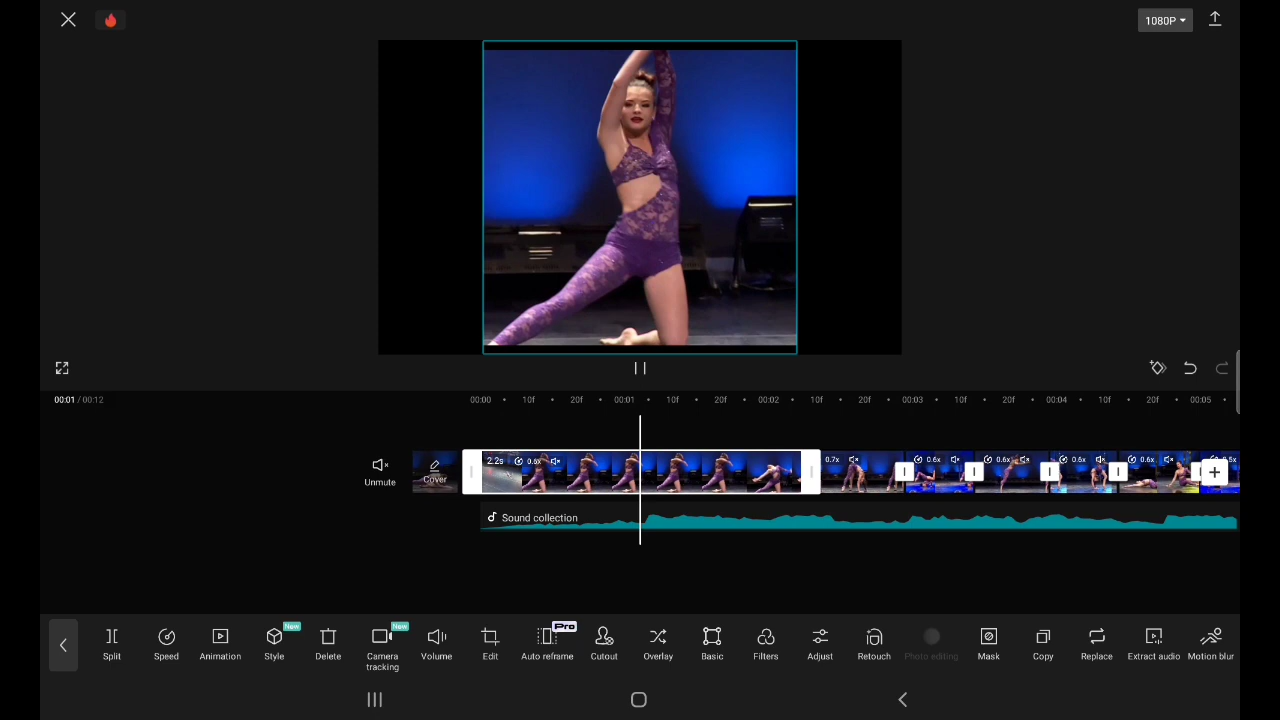 1080P
00:01 / 00:12
00:00 10f 20f 00:01 10f 20f 00:02 10f 20f 00:03 10f 20f 00:04 10f 20f 00:05
2.2s 0.7x 0.6x 0.6x 0.6x 0.6x
Unmute
Cover
Sound collection
New New Pro
Split Speed Animation Style Delete Camera tracking Volume Edit Auto reframe Cutout Overlay Basic Filters Adjust Retouch Photo editing Mask Copy Replace Extract audio Motion blur